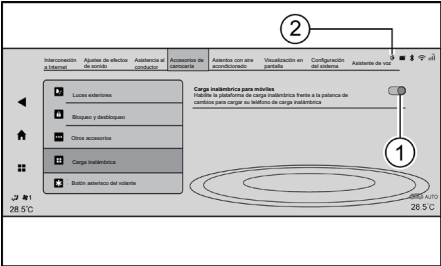 2
Interconexión a Internet
Ajustes de efectos de sonido
Asistencia al conductor
Accesorios de carrocería
Asientos con aire acondicionado
Visualización en pantalla
Configuración del sistema
Asistente de voz
Luces exteriores
Bloqueo y desbloqueo
Otros accesorios
Carga inalámbrica
Botón asterisco del volante
Carga inalámbrica para móviles
Habilite la plataforma de carga inalámbrica frente a la palanca de
cambios para cargar su teléfono de carga inalámbrica
1
1
28.5°C
AUTO
28.5°C